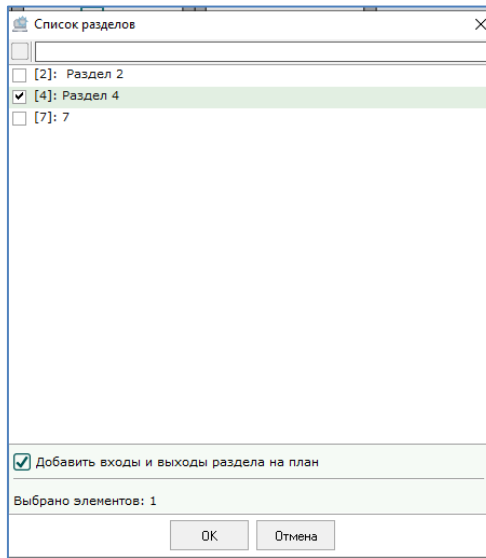 Список разделов
[2]: Раздел 2
[4]: Раздел 4
[7]: 7
Добавить входы и выходы раздела на план
Выбрано элементов: 1
OK Отмена